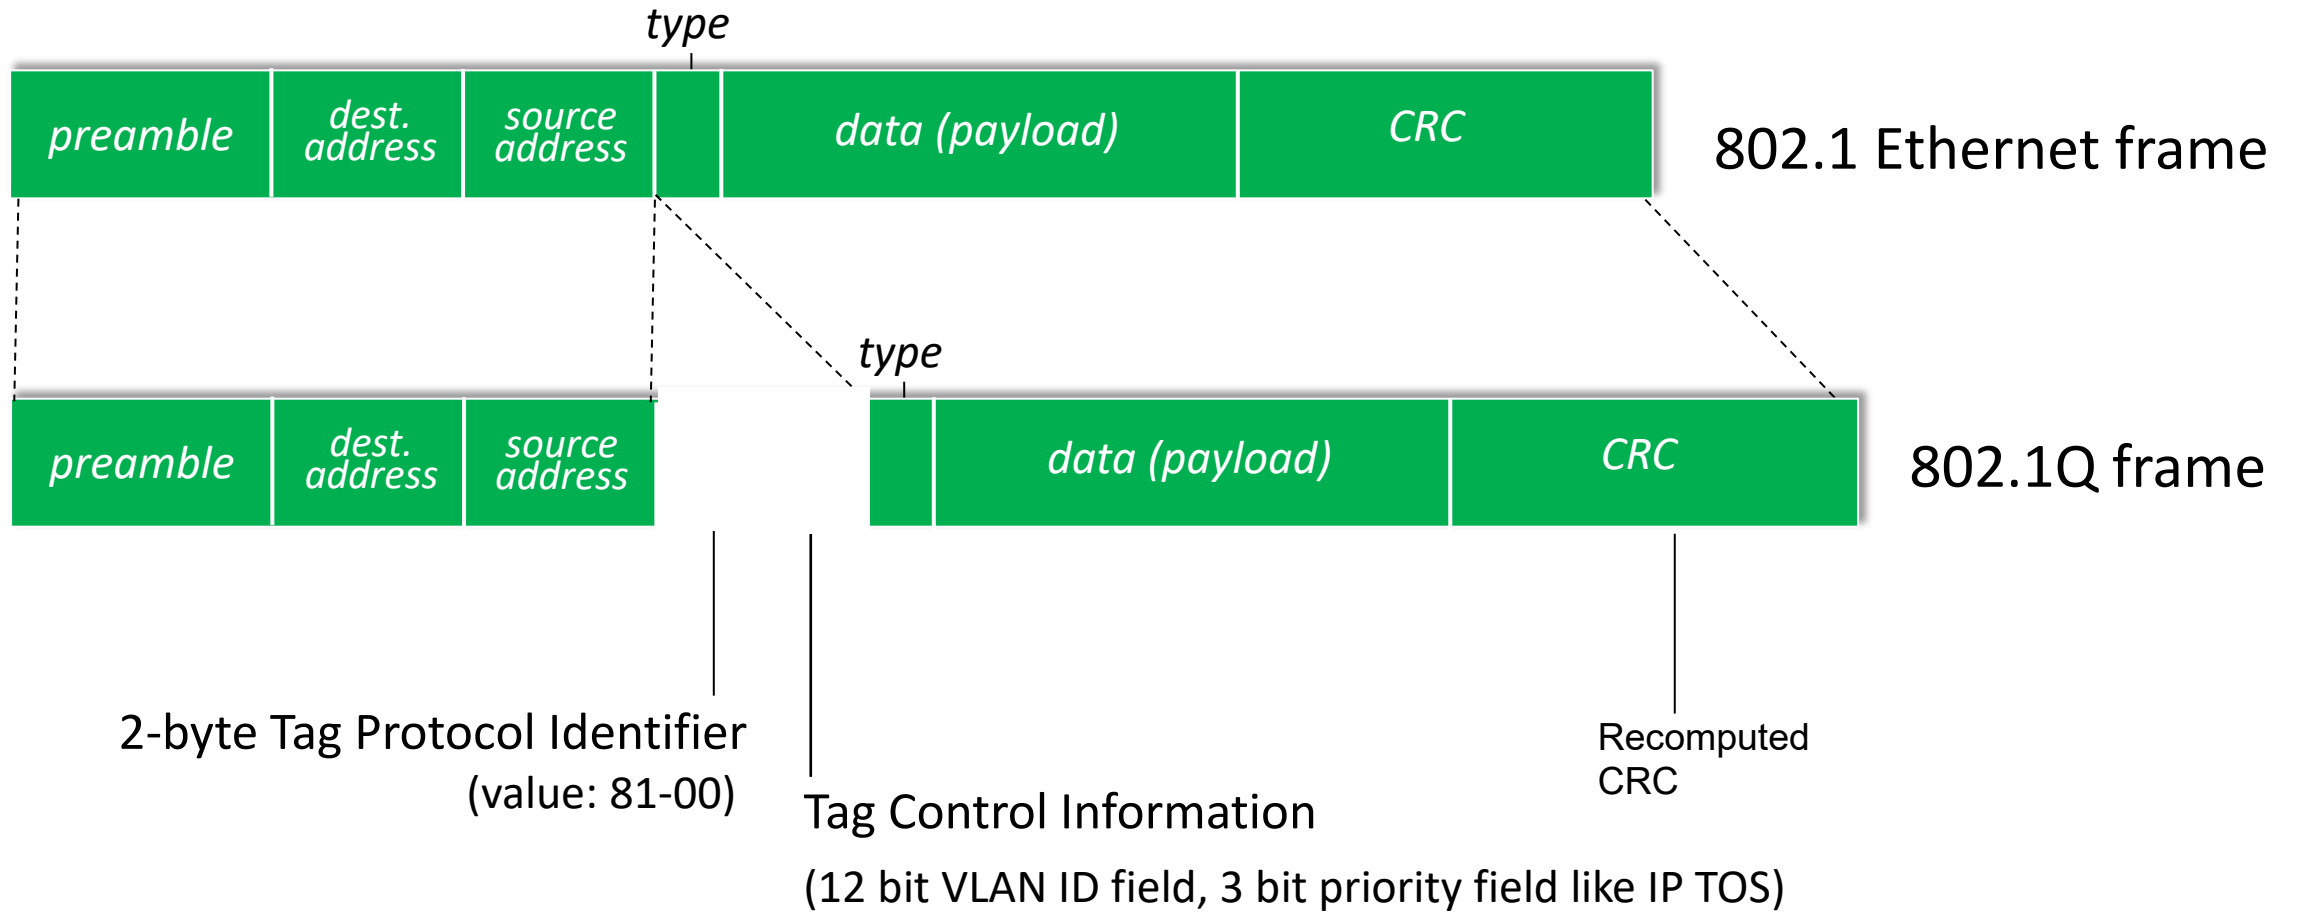 type
preamble
dest.
address
source
address
data (payload)
CRC
802.1 Ethernet frame
type
preamble
dest.
address
source
address
data (payload)
CRC
802.1Q frame
2-byte Tag Protocol Identifier
(value: 81-00)
Recomputed
CRC
Tag Control Information
(12 bit VLAN ID field, 3 bit priority field like IP TOS)